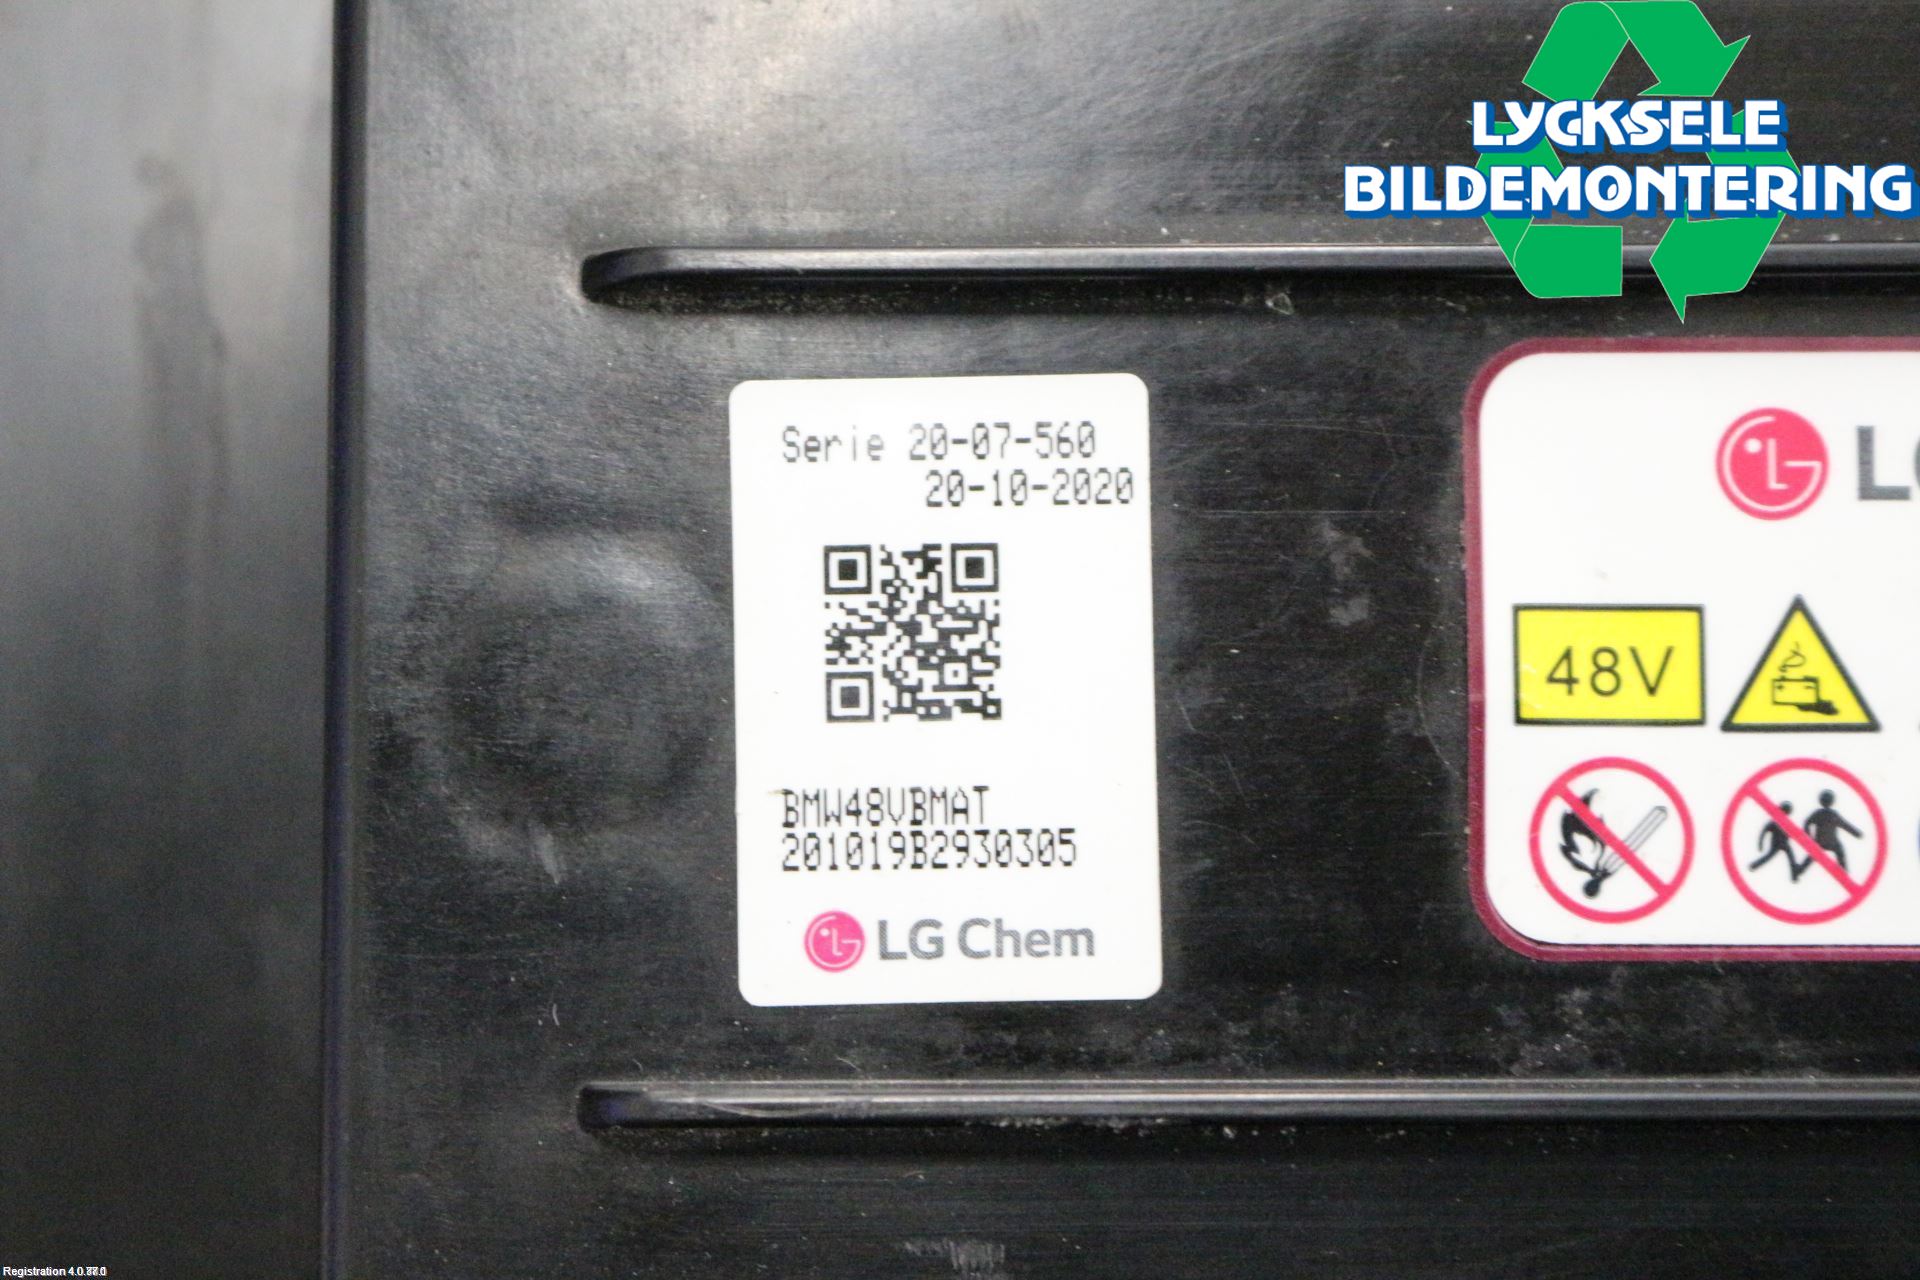 LYCKSELE
BILDEMONTERING
Serie 20-07-560
20-10-2020
BMW48VBMAT
201019B2930305
LG Chem
48V